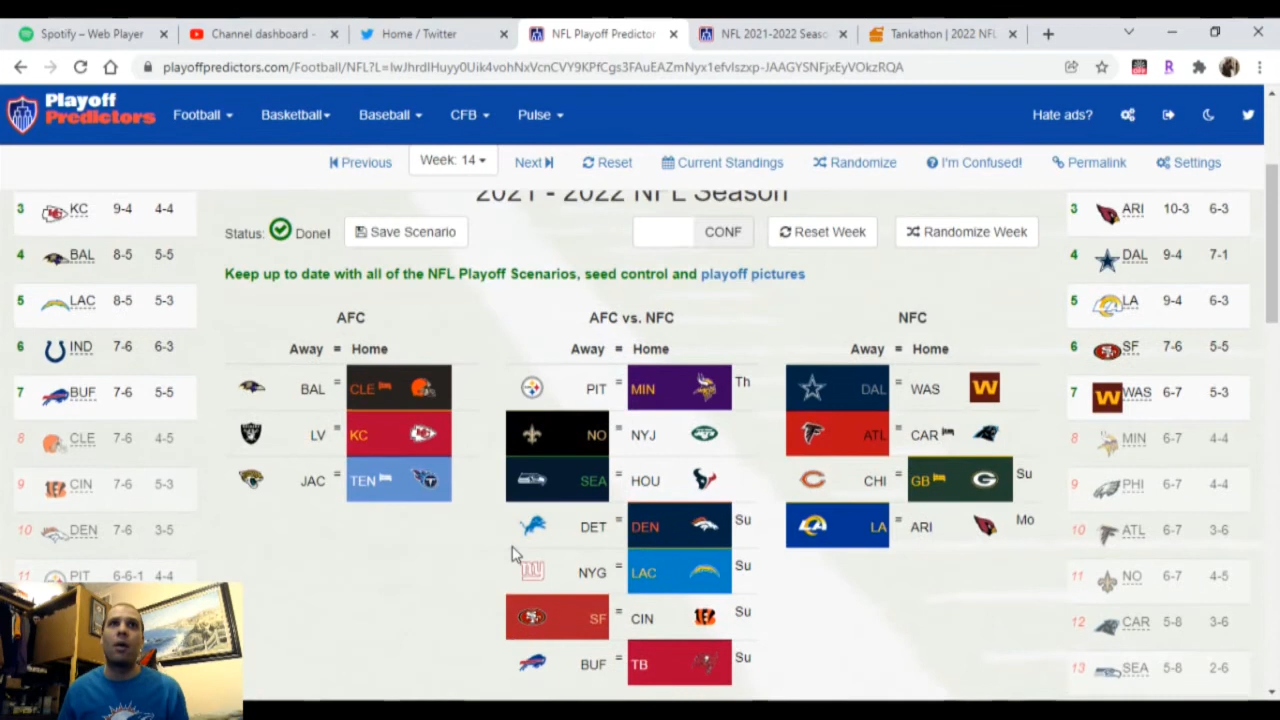 Spotify – Web Player
Channel dashboard -
Home / Twitter
NFL Playoff Predictor
NFL 2021-2022 Seaso
Tankathon | 2022 NFL
playoffpredictors.com/Football/NFL?L=IwJhrdIHuyy0Uik4vohNxVcnCVY9KPfCgs3FAuEAZmNyx1efvIszxp-JAAGYSNFjxEyVOkzRQA
Playoff
Predictors
Football
Basketball
Baseball
CFB
Pulse
Hate ads?
Previous
Week: 14
Next
Reset
Current Standings
Randomize
I'm Confused!
Permalink
Settings
2021 - 2022 NFL Season
Status: Done!
Save Scenario
CONF
Reset Week
Randomize Week
Keep up to date with all of the NFL Playoff Scenarios, seed control and playoff pictures
3 KC 9-4 4-4
4 BAL 8-5 5-5
5 LAC 8-5 5-3
6 IND 7-6 6-3
7 BUF 7-6 5-5
8 CLE 7-6 4-5
9 CIN 7-6 5-3
10 DEN 7-6 3-5
11 PIT 6-6-1 4-4
AFC
Away = Home
BAL = CLE
LV = KC
JAC = TEN
AFC vs. NFC
Away = Home
PIT = MIN Th
NO = NYJ
SEA = HOU
DET = DEN Su
NYG = LAC Su
SF = CIN Su
BUF = TB Su
NFC
Away = Home
DAL = WAS
ATL = CAR
CHI = GB Su
LA = ARI Mo
3 ARI 10-3 6-3
4 DAL 9-4 7-1
5 LA 9-4 6-3
6 SF 7-6 5-5
7 WAS 6-7 5-3
8 MIN 6-7 4-4
9 PHI 6-7 4-4
10 ATL 6-7 3-6
11 NO 6-7 4-5
12 CAR 5-8 3-6
13 SEA 5-8 2-6